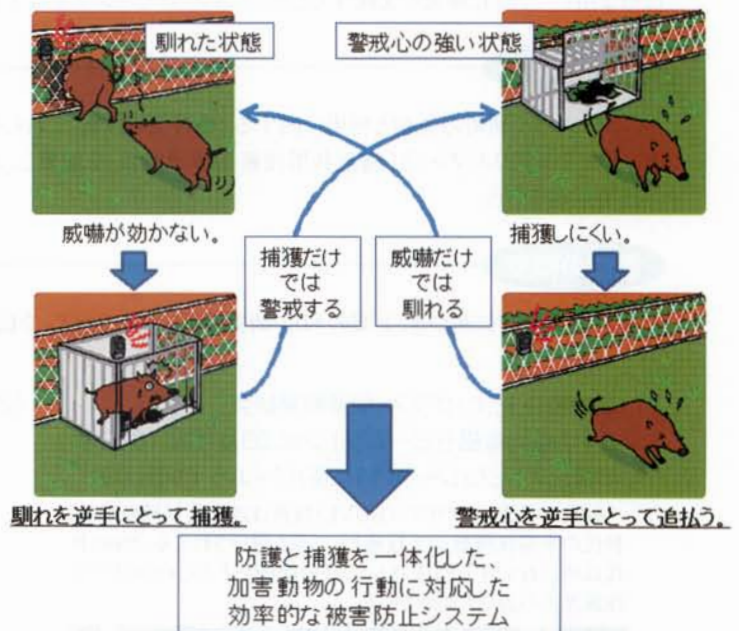 馴れた状態
警戒心の強い状態
威嚇が効かない。
捕獲しにくい。
捕獲だけ
では
警戒する
威嚇だけ
では
馴れる
馴れを逆手にとって捕獲。
警戒心を逆手にとって追払う。
防護と捕獲を一体化した、
加害動物の行動に対応した
効率的な被害防止システム